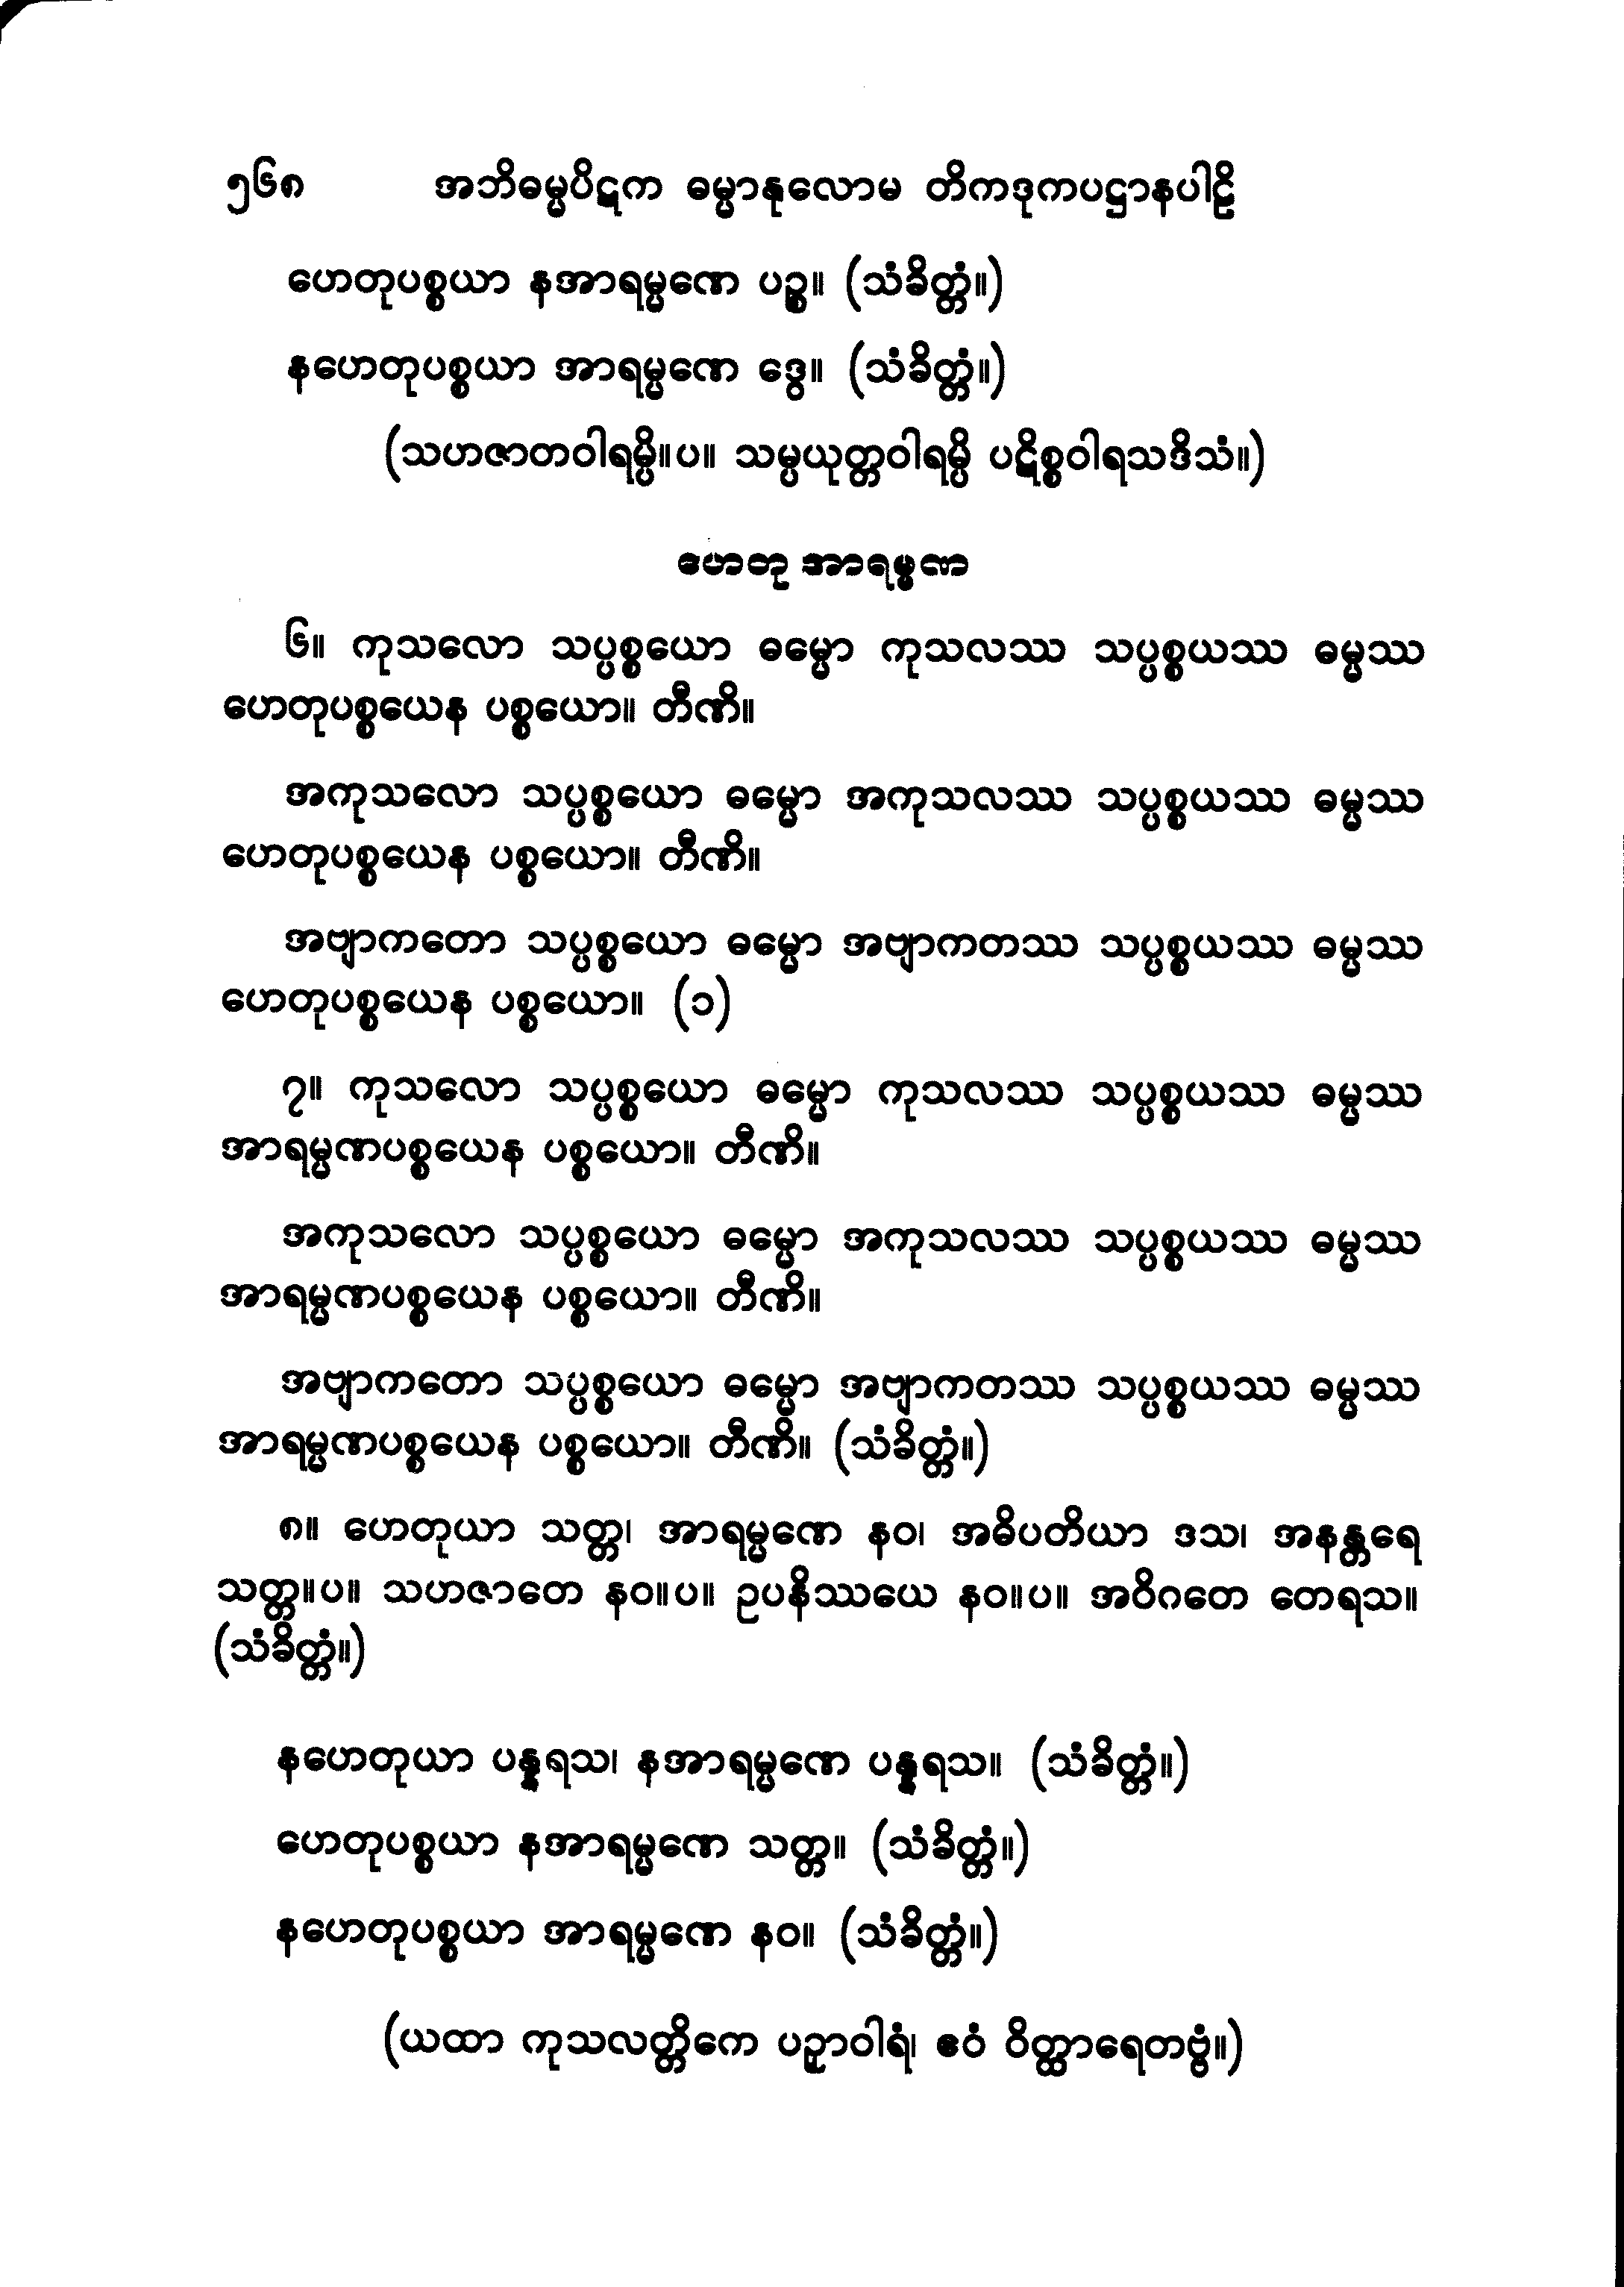 ၅၆၈ အဘိဓမ္မပိဋက ဓမ္မာနုလောမ တိကဒုကပဋ္ဌာနပါဠိ
ဟေတုပစ္စယာ နအာရမ္မဏေ ပဉ္စ။ (သံခိတ္တံ။)
နဟေတုပစ္စယာ အာရမ္မဏေ ဒွေ။ (သံခိတ္တံ။)
(သဟဇာတဝါရမ္ပိ။ပ။ သမ္ပယုတ္တဝါရမ္ပိ ပဋိစ္စဝါရသဒိသံ။)
ဟေတု အာရမ္မဏ
၆။ ကုသလော သပ္ပစ္စယော ဓမ္မော ကုသလဿ သပ္ပစ္စယဿ ဓမ္မဿ
ဟေတုပစ္စယေန ပစ္စယော။ တီဏိ။
အကုသလော သပ္ပစ္စယော ဓမ္မော အကုသလဿ သပ္ပစ္စယဿ ဓမ္မဿ
ဟေတုပစ္စယေန ပစ္စယော။ တီဏိ။
အဗျာကတော သပ္ပစ္စယော ဓမ္မော အဗျာကတဿ သပ္ပစ္စယဿ ဓမ္မဿ
ဟေတုပစ္စယေန ပစ္စယော။ (၁)
၇။ ကုသလော သပ္ပစ္စယော ဓမ္မော ကုသလဿ သပ္ပစ္စယဿ ဓမ္မဿ
အာရမ္မဏပစ္စယေန ပစ္စယော။ တီဏိ။
အကုသလော သပ္ပစ္စယော ဓမ္မော အကုသလဿ သပ္ပစ္စယဿ ဓမ္မဿ
အာရမ္မဏပစ္စယေန ပစ္စယော။ တီဏိ။
အဗျာကတော သပ္ပစ္စယော ဓမ္မော အဗျာကတဿ သပ္ပစ္စယဿ ဓမ္မဿ
အာရမ္မဏပစ္စယေန ပစ္စယော။ တီဏိ။ (သံခိတ္တံ။)
၈။ ဟေတုယာ သတ္တ၊ အာရမ္မဏေ နဝ၊ အဓိပတိယာ ဒသ၊ အနန္တရေ
သတ္တ။ပ။ သဟဇာတေ နဝ။ပ။ ဥပနိဿယေ နဝ။ပ။ အဝိဂတေ တေရသ။
(သံခိတ္တံ။)
နဟေတုယာ ပန္နရသ၊ နအာရမ္မဏေ ပန္နရသ။ (သံခိတ္တံ။)
ဟေတုပစ္စယာ နအာရမ္မဏေ သတ္တ။ (သံခိတ္တံ။)
နဟေတုပစ္စယာ အာရမ္မဏေ နဝ။ (သံခိတ္တံ။)
(ယထာ ကုသလတ္တိကေ ပဉှာဝါရံ၊ ဧဝံ ဝိတ္ထာရေတဗ္ဗံ။)